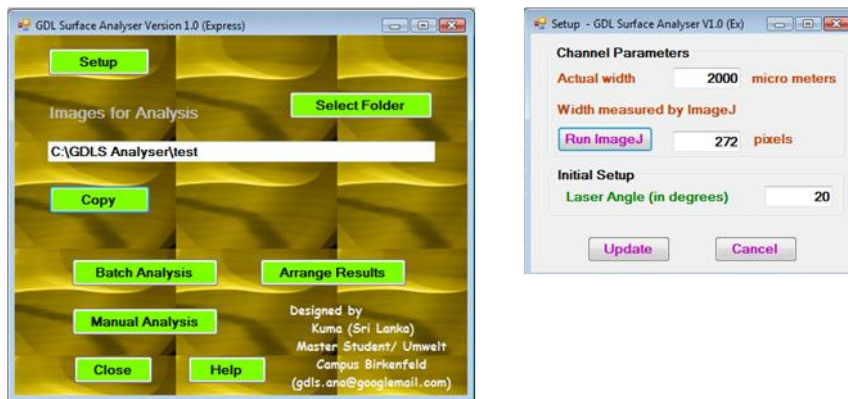 GDL Surface Analyser Version 1.0 (Express)
Setup
Images for Analysis
Select Folder
C:\GDLS Analyser\test
Copy
Batch Analysis
Arrange Results
Manual Analysis
Designed by
Kuma (Sri Lanka)
Master Student/ Umwelt
Campus Birkenfeld
(gdls.ana@googlemail.com)
Close
Help
Setup - GDL Surface Analyser V1.0 (Ex)
Channel Parameters
Actual width 2000 micro meters
Width measured by ImageJ
Run ImageJ 272 pixels
Initial Setup
Laser Angle (in degrees) 20
Update Cancel